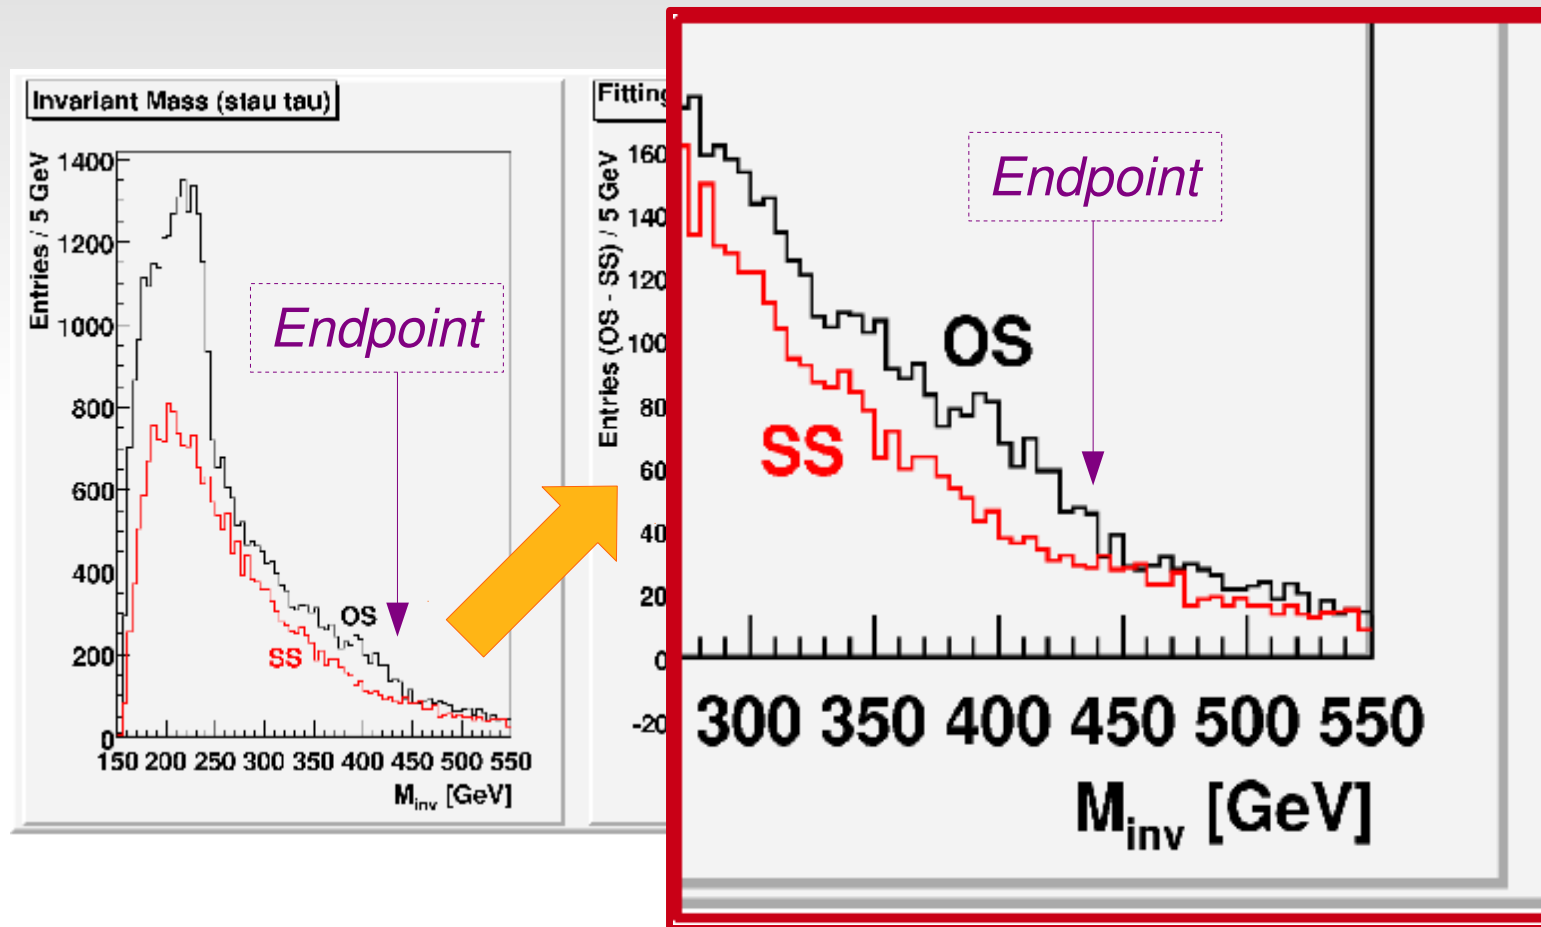 Invariant Mass (stau tau)
Entries / 5 GeV
1400
1200
1000
800
600
400
200
0
150 200 250 300 350 400 450 500 550
M_inv [GeV]
Endpoint
OS
SS
Fitting
Entries (OS - SS) / 5 GeV
160
140
120
100
80
60
40
20
0
-20
Endpoint
OS
SS
300 350 400 450 500 550
M_inv [GeV]